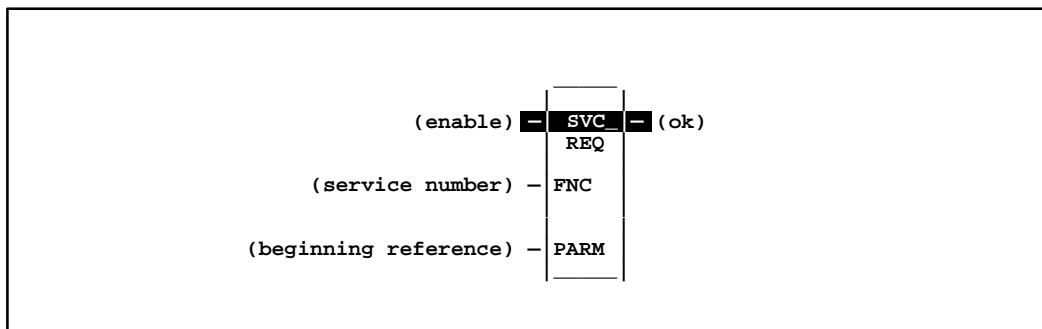 (enable) SVC_ (ok)
REQ
(service number) FNC
(beginning reference) PARM